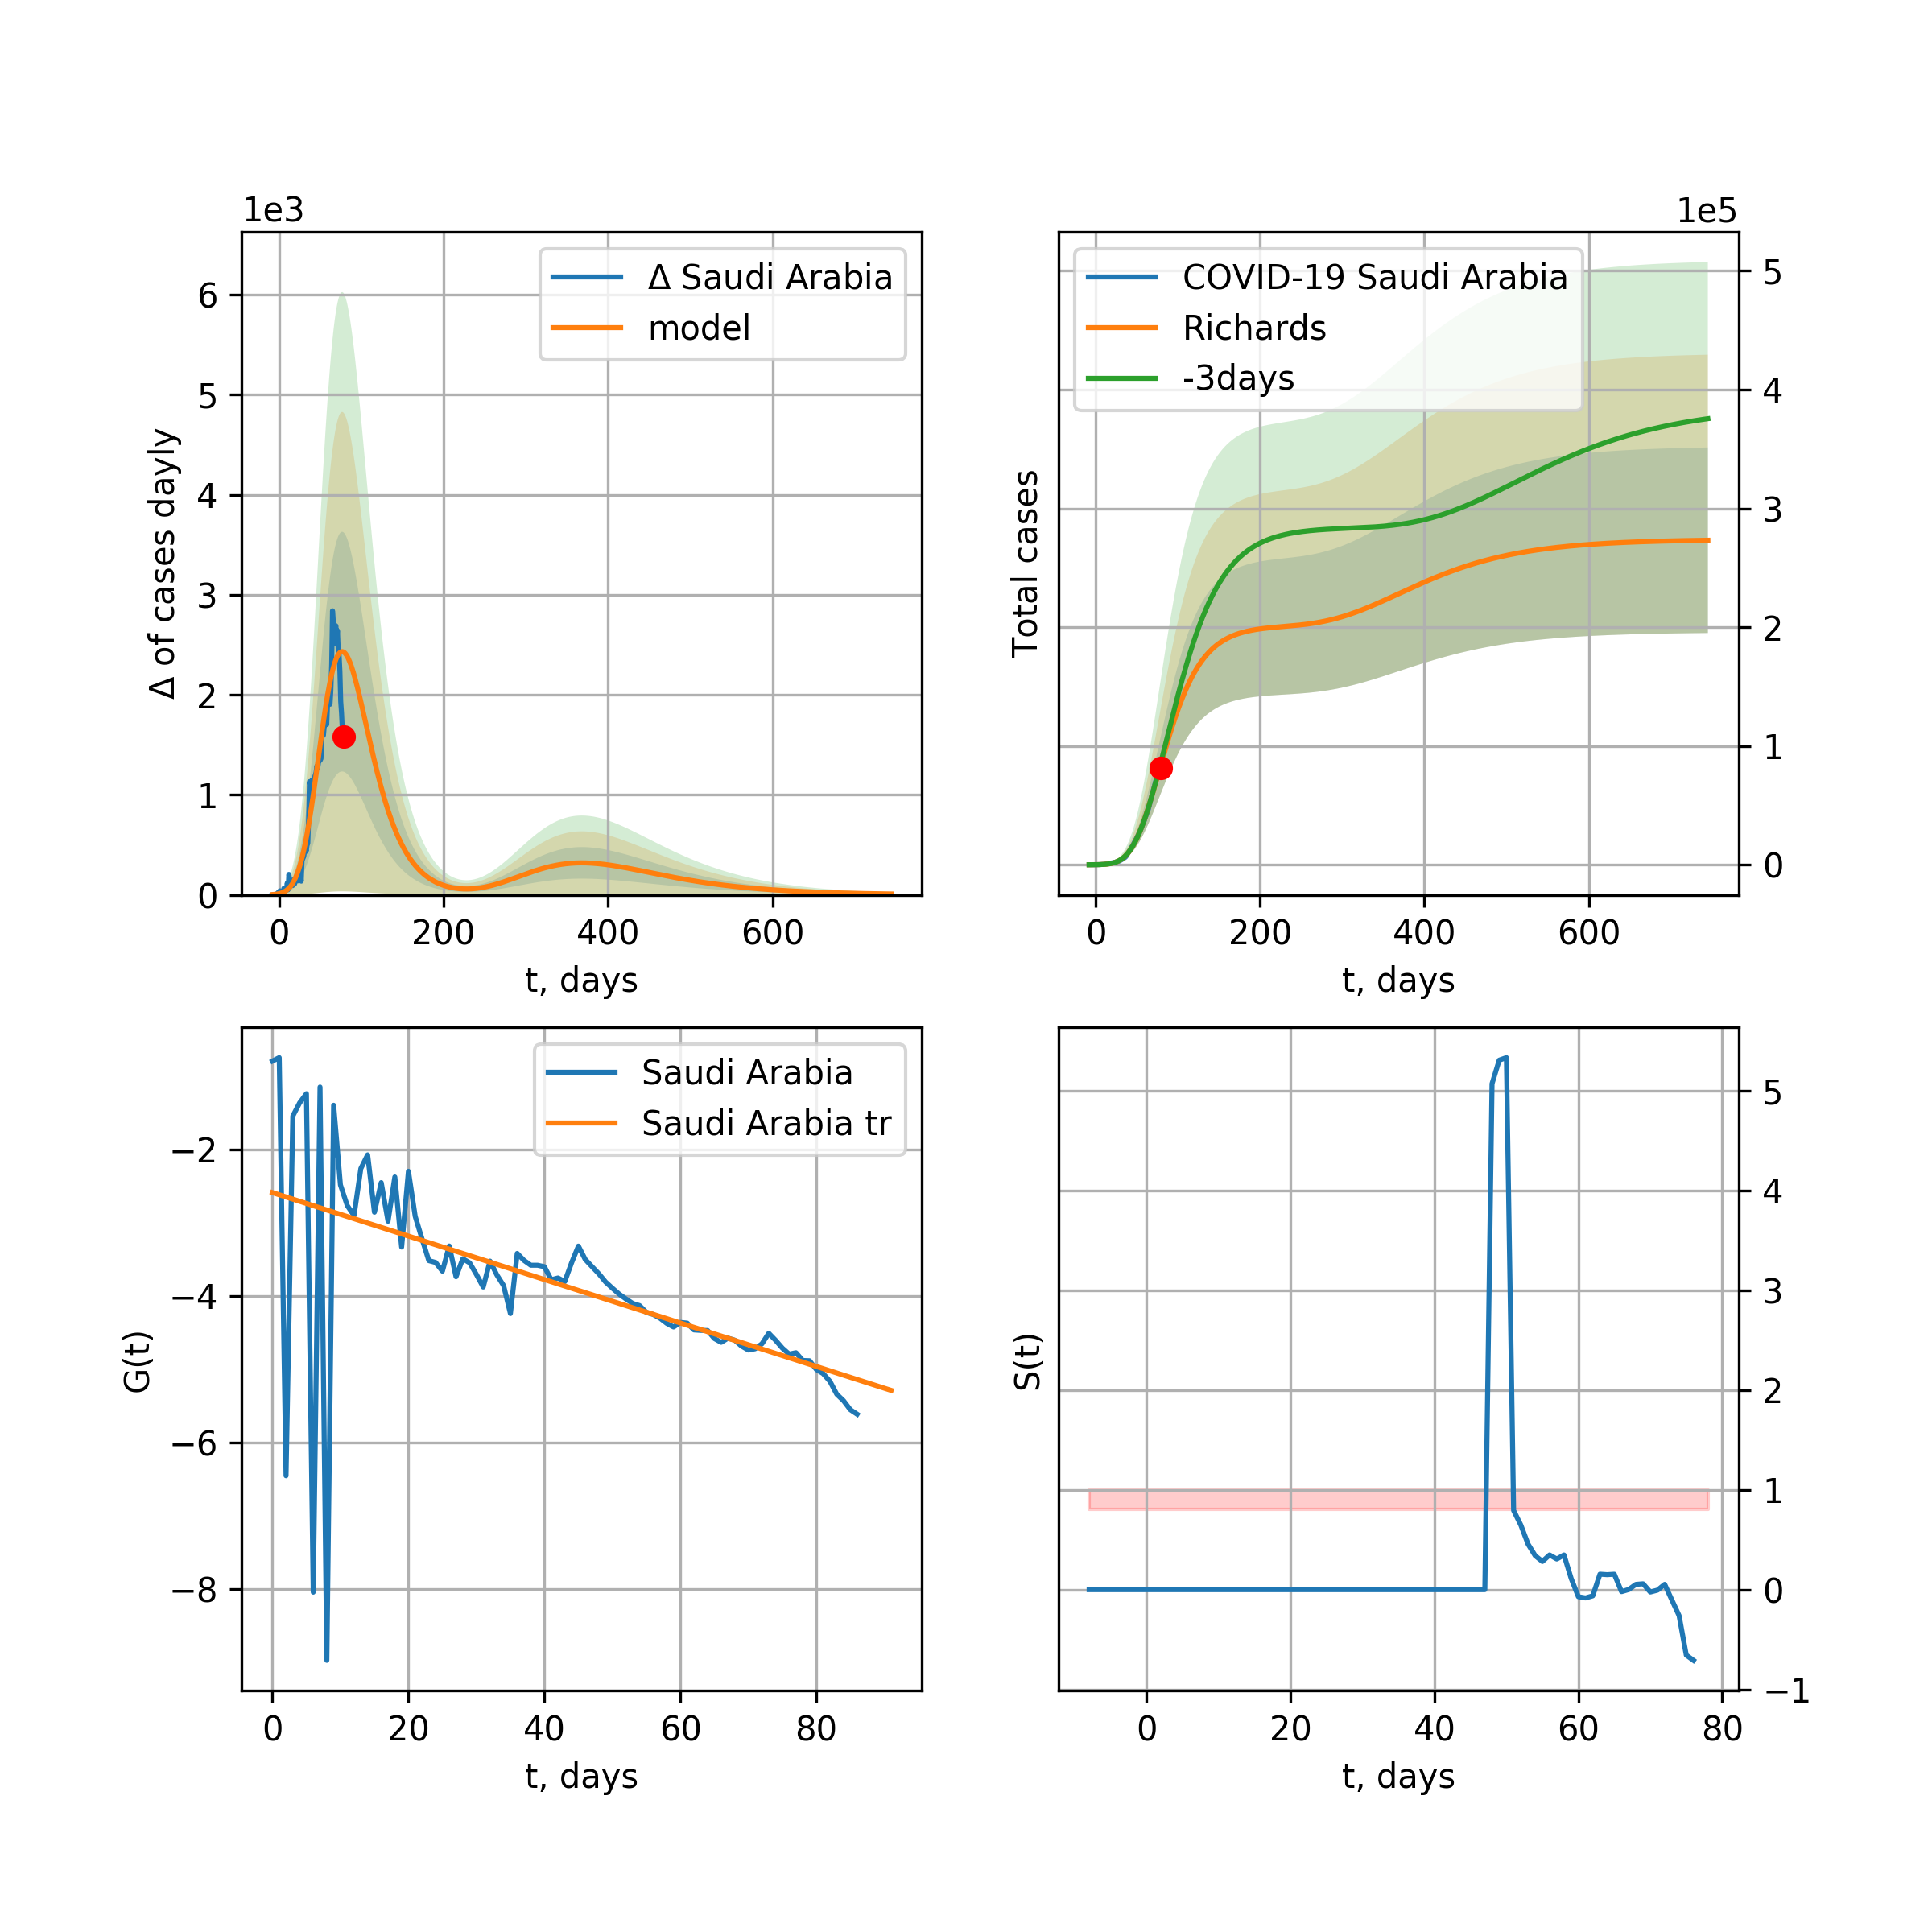 1e3
Δ of cases dayly
6
5
4
3
2
1
0
0 200 400 600
t, days
Δ Saudi Arabia
model
1e5
Total cases
5
4
3
2
1
0
0 200 400 600
t, days
COVID-19 Saudi Arabia
Richards
-3days
G(t)
−2
−4
−6
−8
0 20 40 60 80
t, days
Saudi Arabia
Saudi Arabia tr
S(t)
5
4
3
2
1
0
−1
0 20 40 60 80
t, days